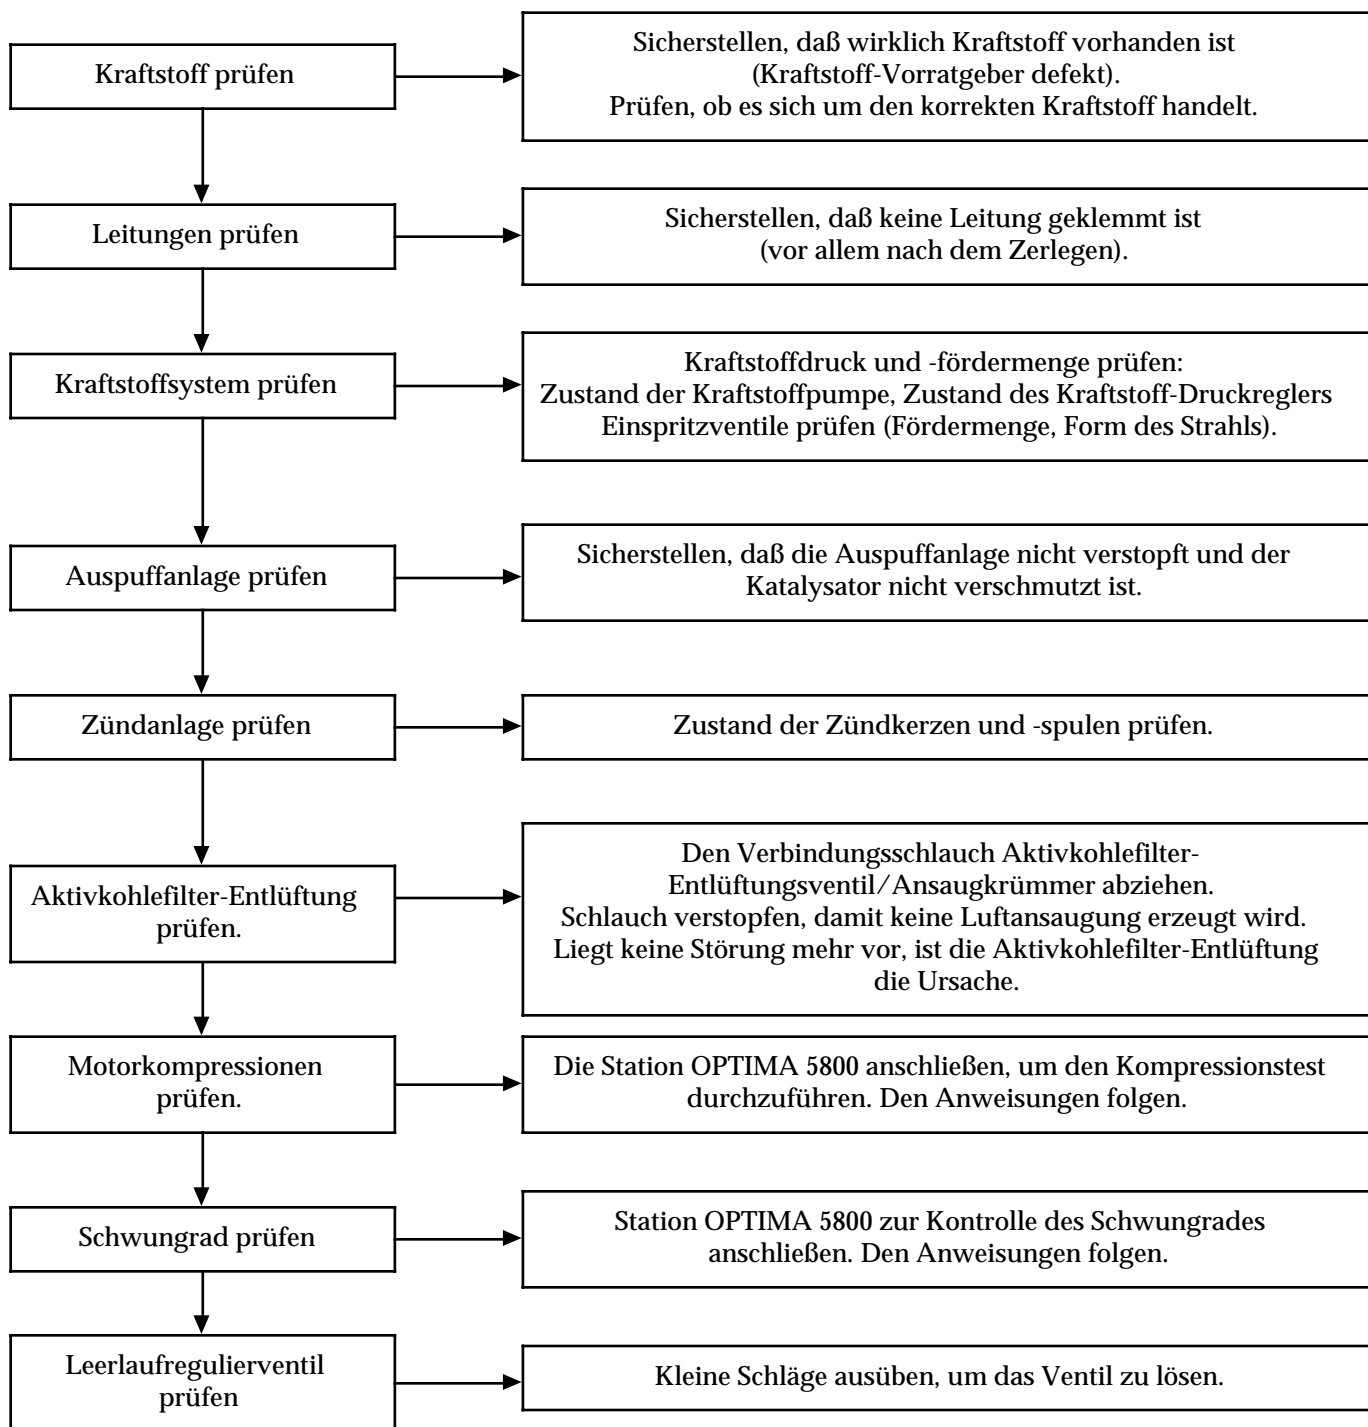 Kraftstoff prüfen
Sicherstellen, daß wirklich Kraftstoff vorhanden ist
(Kraftstoff-Vorratgeber defekt).
Prüfen, ob es sich um den korrekten Kraftstoff handelt.
Leitungen prüfen
Sicherstellen, daß keine Leitung geklemmt ist
(vor allem nach dem Zerlegen).
Kraftstoffsystem prüfen
Kraftstoffdruck und -fördermenge prüfen:
Zustand der Kraftstoffpumpe, Zustand des Kraftstoff-Druckreglers
Einspritzventile prüfen (Fördermenge, Form des Strahls).
Auspuffanlage prüfen
Sicherstellen, daß die Auspuffanlage nicht verstopft und der
Katalysator nicht verschmutzt ist.
Zündanlage prüfen
Zustand der Zündkerzen und -spulen prüfen.
Aktivkohlefilter-Entlüftung
prüfen.
Den Verbindungsschlauch Aktivkohlefilter-
Entlüftungsventil/Ansaugkrümmer abziehen.
Schlauch verstopfen, damit keine Luftansaugung erzeugt wird.
Liegt keine Störung mehr vor, ist die Aktivkohlefilter-Entlüftung
die Ursache.
Motorkompressionen
prüfen.
Die Station OPTIMA 5800 anschließen, um den Kompressionstest
durchzuführen. Den Anweisungen folgen.
Schwungrad prüfen
Station OPTIMA 5800 zur Kontrolle des Schwungrades
anschließen. Den Anweisungen folgen.
Leerlaufregulierventil
prüfen
Kleine Schläge ausüben, um das Ventil zu lösen.